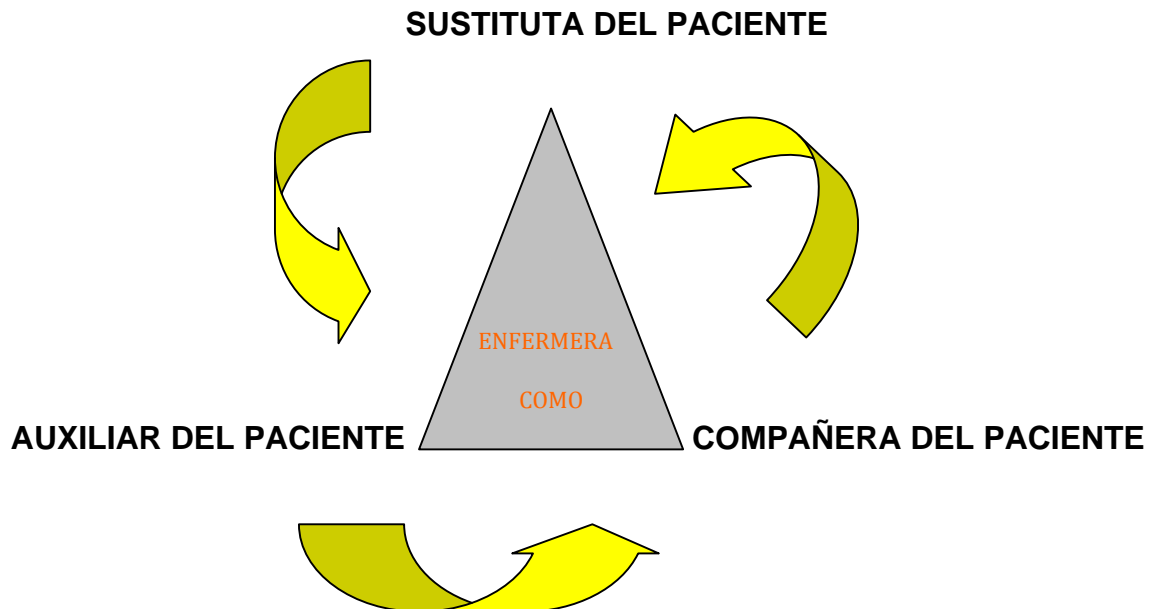 SUSTITUTA DEL PACIENTE
ENFERMERA
COMO
AUXILIAR DEL PACIENTE
COMPAÑERA DEL PACIENTE